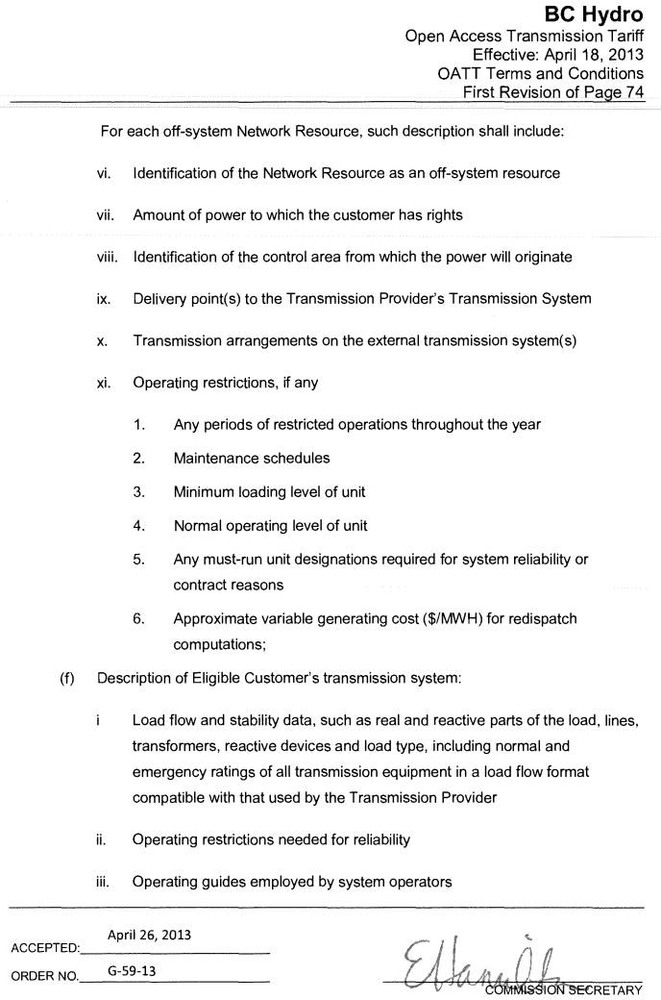 BC Hydro
Open Access Transmission Tariff
Effective: April 18, 2013
OATT Terms and Conditions
First Revision of Page 74
For each off-system Network Resource, such description shall include:
vi. Identification of the Network Resource as an off-system resource
vii. Amount of power to which the customer has rights
viii. Identification of the control area from which the power will originate
ix. Delivery point(s) to the Transmission Provider's Transmission System
x. Transmission arrangements on the external transmission system(s)
xi. Operating restrictions, if any
1. Any periods of restricted operations throughout the year
2. Maintenance schedules
3. Minimum loading level of unit
4. Normal operating level of unit
5. Any must-run unit designations required for system reliability or
contract reasons
6. Approximate variable generating cost ($/MWH) for redispatch
computations;
(f) Description of Eligible Customer's transmission system:
i Load flow and stability data, such as real and reactive parts of the load, lines,
transformers, reactive devices and load type, including normal and
emergency ratings of all transmission equipment in a load flow format
compatible with that used by the Transmission Provider
ii. Operating restrictions needed for reliability
iii. Operating guides employed by system operators
ACCEPTED: April 26, 2013
ORDER NO. G-59-13
COMMISSION SECRETARY